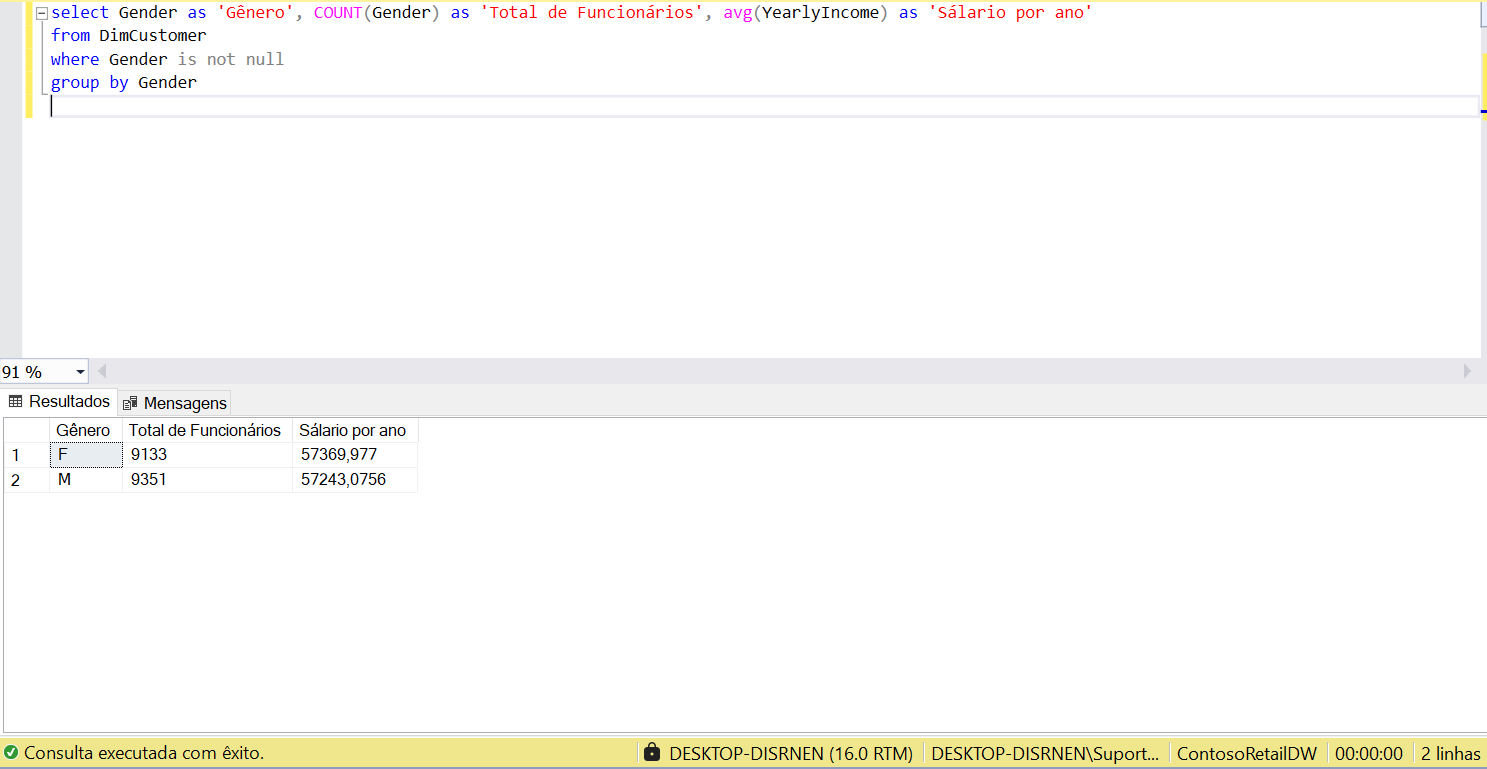 select Gender as 'Gênero', COUNT(Gender) as 'Total de Funcionários', avg(YearlyIncome) as 'Sálario por ano'
from DimCustomer
where Gender is not null
group by Gender
91 %
Resultados Mensagens
Gênero Total de Funcionários Sálario por ano
1 F 9133 57369,977
2 M 9351 57243,0756
Consulta executada com êxito. DESKTOP-DISRNEN (16.0 RTM) DESKTOP-DISRNEN\Suport... ContosoRetailDW 00:00:00 2 linhas